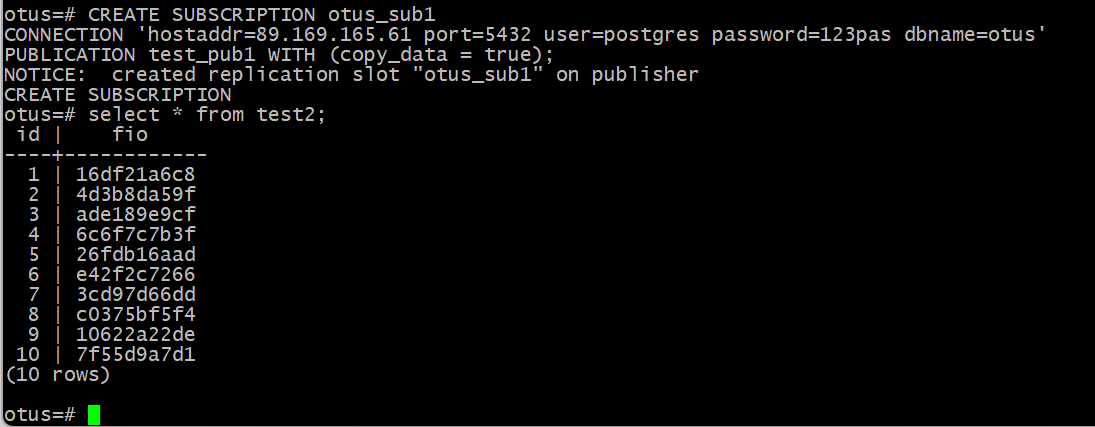 otus=# CREATE SUBSCRIPTION otus_sub1
CONNECTION 'hostaddr=89.169.165.61 port=5432 user=postgres password=123pas dbname=otus'
PUBLICATION test_pub1 WITH (copy_data = true);
NOTICE:  created replication slot "otus_sub1" on publisher
CREATE SUBSCRIPTION
otus=# select * from test2;
 id |    fio
----+------------
  1 | 16df21a6c8
  2 | 4d3b8da59f
  3 | ade189e9cf
  4 | 6c6f7c7b3f
  5 | 26fdb16aad
  6 | e42f2c7266
  7 | 3cd97d66dd
  8 | c0375bf5f4
  9 | 10622a22de
 10 | 7f55d9a7d1
(10 rows)

otus=#